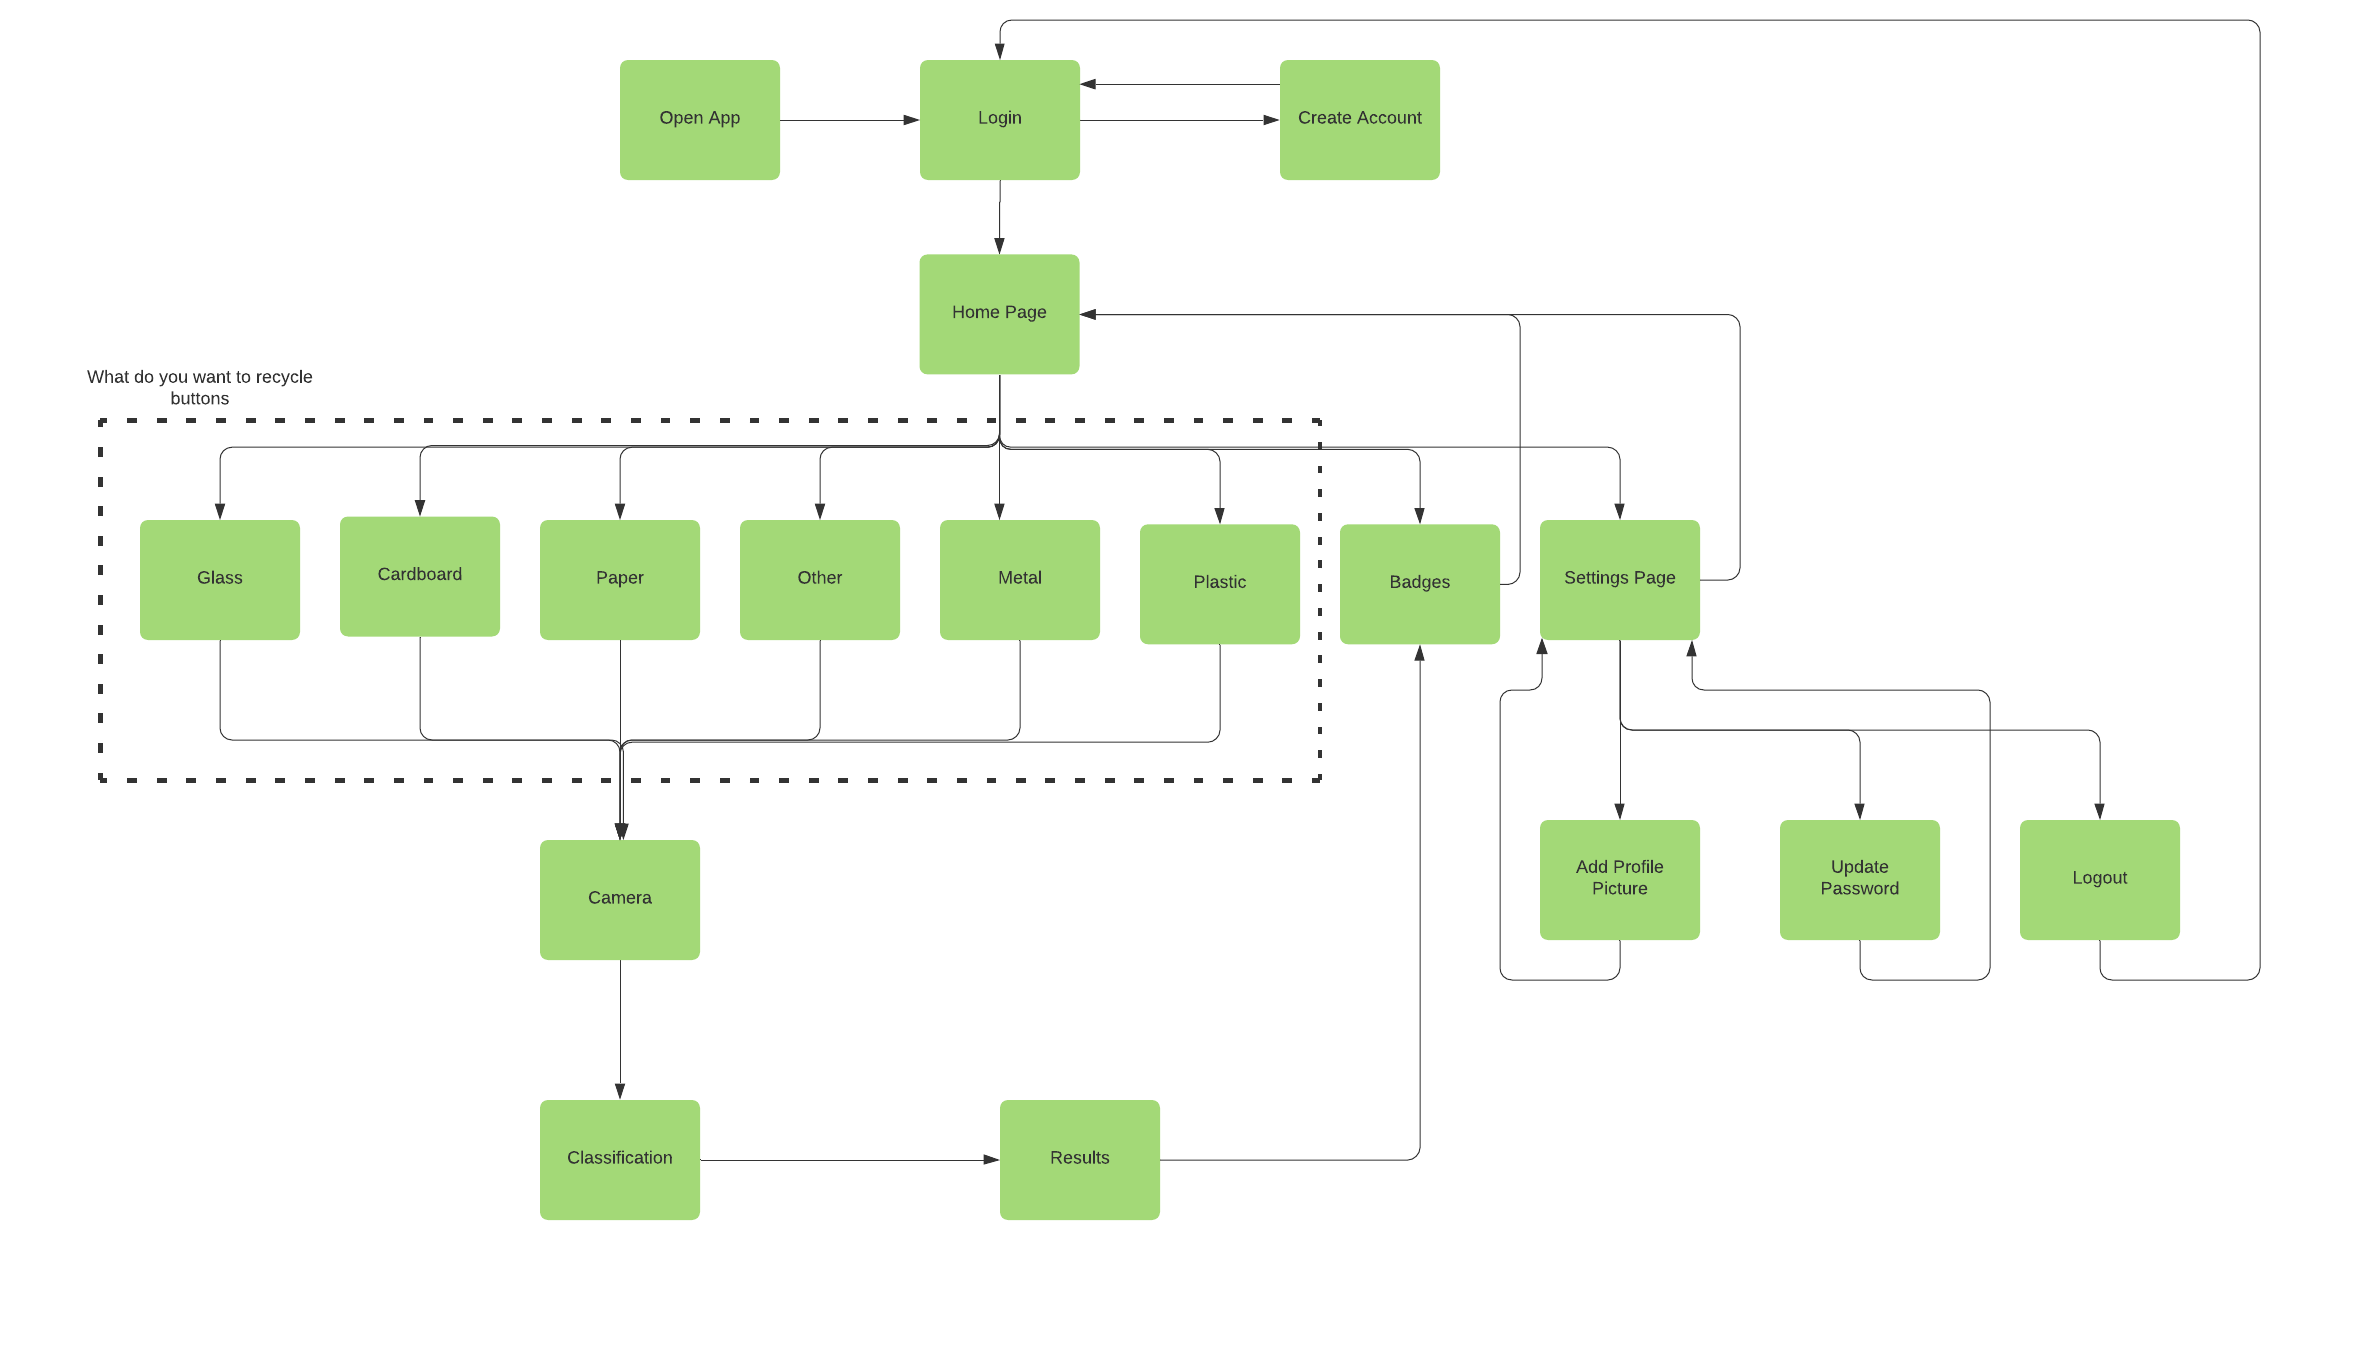 Open App
Login
Create Account
Home Page
What do you want to recycle
buttons
Glass
Cardboard
Paper
Other
Metal
Plastic
Badges
Settings Page
Add Profile
Picture
Update
Password
Logout
Camera
Classification
Results